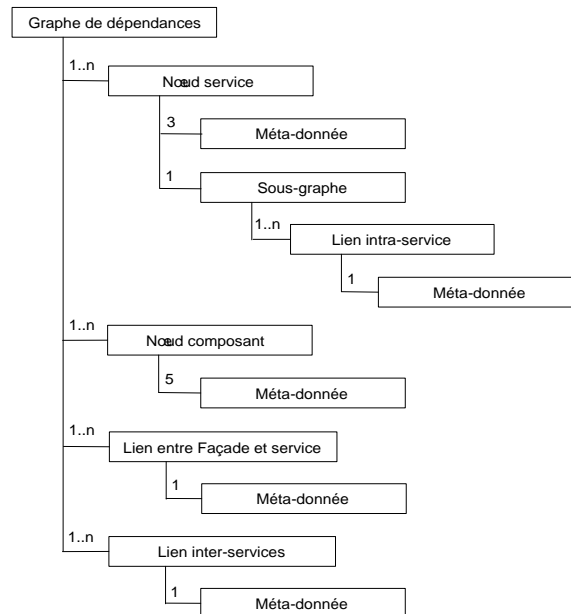 Graphe de dépendances
1..n
Nœud service
3
Méta-donnée
1
Sous-graphe
1..n
Lien intra-service
1
Méta-donnée
1..n
Nœud composant
5
Méta-donnée
1..n
Lien entre Façade et service
1
Méta-donnée
1..n
Lien inter-services
1
Méta-donnée